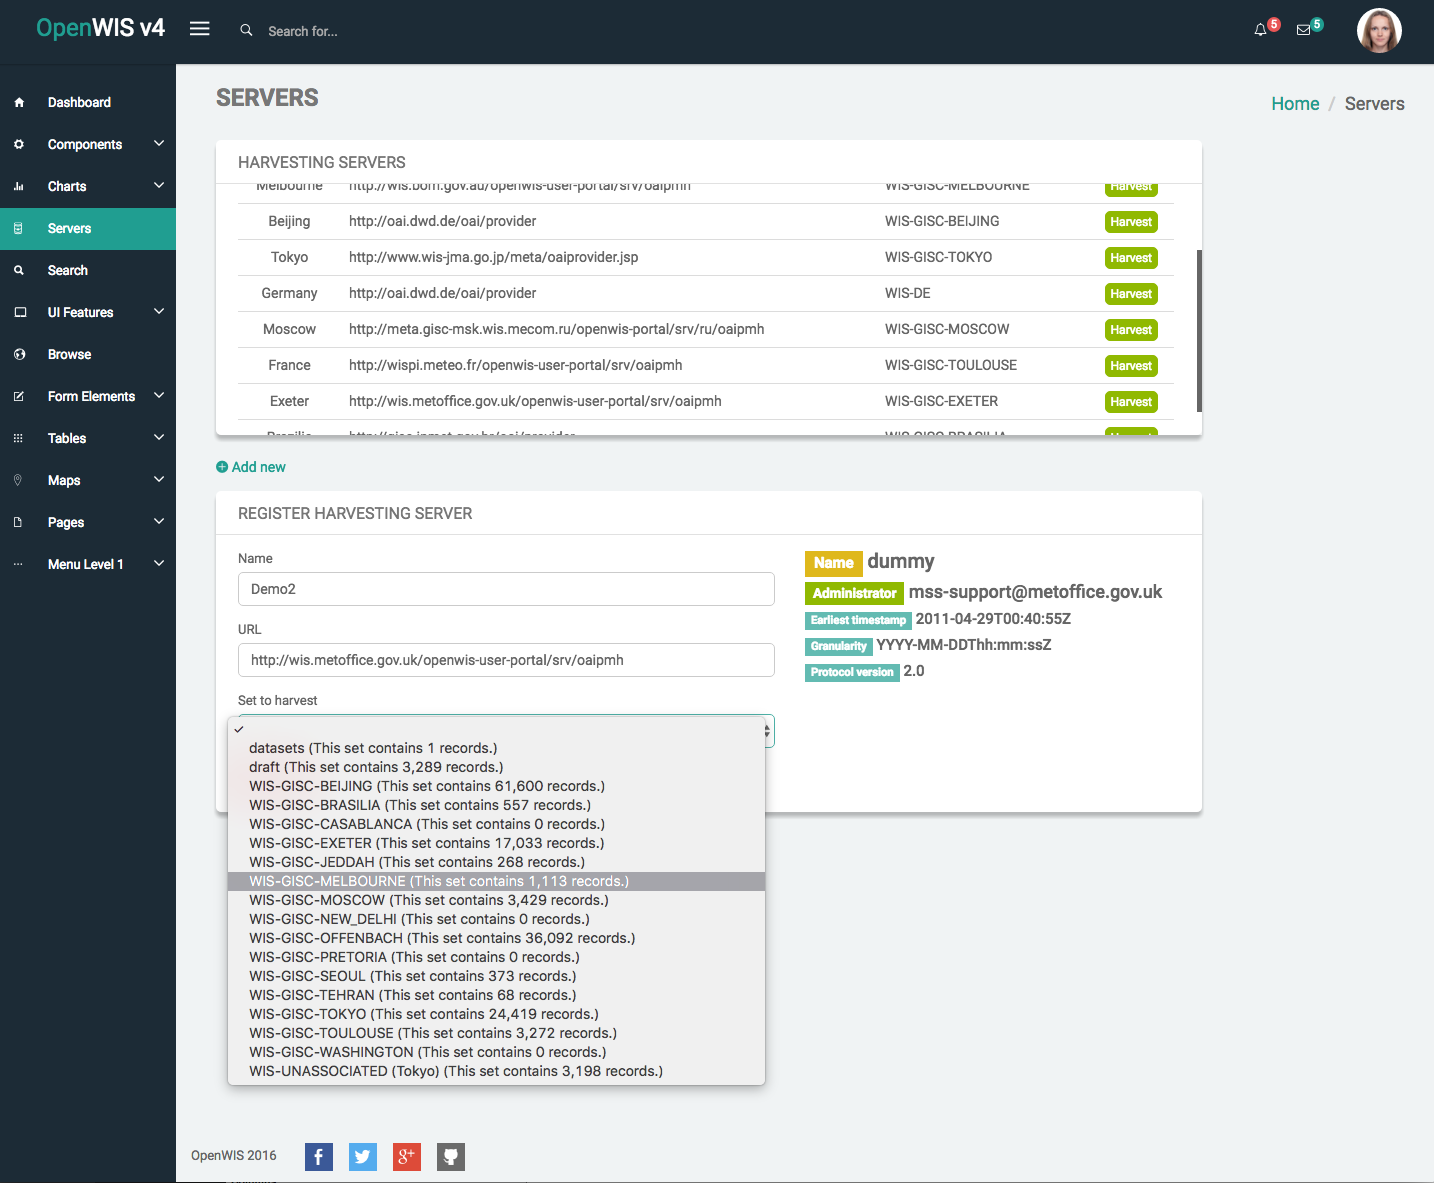 OpenWIS v4
Search for...
5
5
Dashboard
Components
Charts
Servers
Search
UI Features
Browse
Form Elements
Tables
Maps
Pages
Menu Level 1
SERVERS
Home / Servers
HARVESTING SERVERS
Melbourne http://wis.bom.gov.au/openwis-user-portal/srv/oaipmh WIS-GISC-MELBOURNE Harvest
Beijing http://oai.dwd.de/oai/provider WIS-GISC-BEIJING Harvest
Tokyo http://www.wis-jma.go.jp/meta/oaiprovider.jsp WIS-GISC-TOKYO Harvest
Germany http://oai.dwd.de/oai/provider WIS-DE Harvest
Moscow http://meta.gisc-msk.wis.mecom.ru/openwis-portal/srv/ru/oaipmh WIS-GISC-MOSCOW Harvest
France http://wispi.meteo.fr/openwis-user-portal/srv/oaipmh WIS-GISC-TOULOUSE Harvest
Exeter http://wis.metoffice.gov.uk/openwis-user-portal/srv/oaipmh WIS-GISC-EXETER Harvest
http://gisc.inmet.gov.br/oai/provider WIS-GISC-BRASILIA Harvest
Add new
REGISTER HARVESTING SERVER
Name
Demo2
URL
http://wis.metoffice.gov.uk/openwis-user-portal/srv/oaipmh
Set to harvest
datasets (This set contains 1 records.)
draft (This set contains 3,289 records.)
WIS-GISC-BEIJING (This set contains 61,600 records.)
WIS-GISC-BRASILIA (This set contains 557 records.)
WIS-GISC-CASABLANCA (This set contains 0 records.)
WIS-GISC-EXETER (This set contains 17,033 records.)
WIS-GISC-JEDDAH (This set contains 268 records.)
WIS-GISC-MELBOURNE (This set contains 1,113 records.)
WIS-GISC-MOSCOW (This set contains 3,429 records.)
WIS-GISC-NEW_DELHI (This set contains 0 records.)
WIS-GISC-OFFENBACH (This set contains 36,092 records.)
WIS-GISC-PRETORIA (This set contains 0 records.)
WIS-GISC-SEOUL (This set contains 373 records.)
WIS-GISC-TEHRAN (This set contains 68 records.)
WIS-GISC-TOKYO (This set contains 24,419 records.)
WIS-GISC-TOULOUSE (This set contains 3,272 records.)
WIS-GISC-WASHINGTON (This set contains 0 records.)
WIS-UNASSOCIATED (Tokyo) (This set contains 3,198 records.)
Name dummy
Administrator mss-support@metoffice.gov.uk
Earliest timestamp 2011-04-29T00:40:55Z
Granularity YYYY-MM-DDThh:mm:ssZ
Protocol version 2.0
OpenWIS 2016